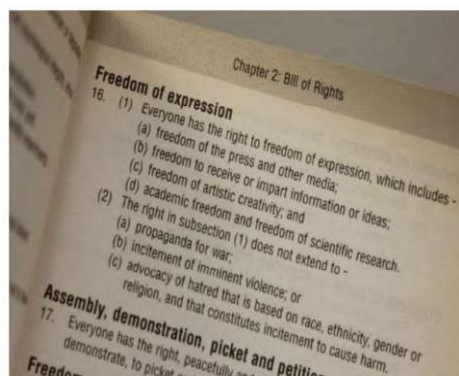 Chapter 2: Bill of Rights
Freedom of expression
16. (1) Everyone has the right to freedom of expression, which includes -
(a) freedom of the press and other media;
(b) freedom to receive or impart information or ideas;
(c) freedom of artistic creativity; and
(d) academic freedom and freedom of scientific research.
(2) The right in subsection (1) does not extend to -
(a) propaganda for war;
(b) incitement of imminent violence; or
(c) advocacy of hatred that is based on race, ethnicity, gender or
religion, and that constitutes incitement to cause harm.
Assembly, demonstration, picket and petition
17. Everyone has the right, peacefully and
demonstrate, to picket
Freedom